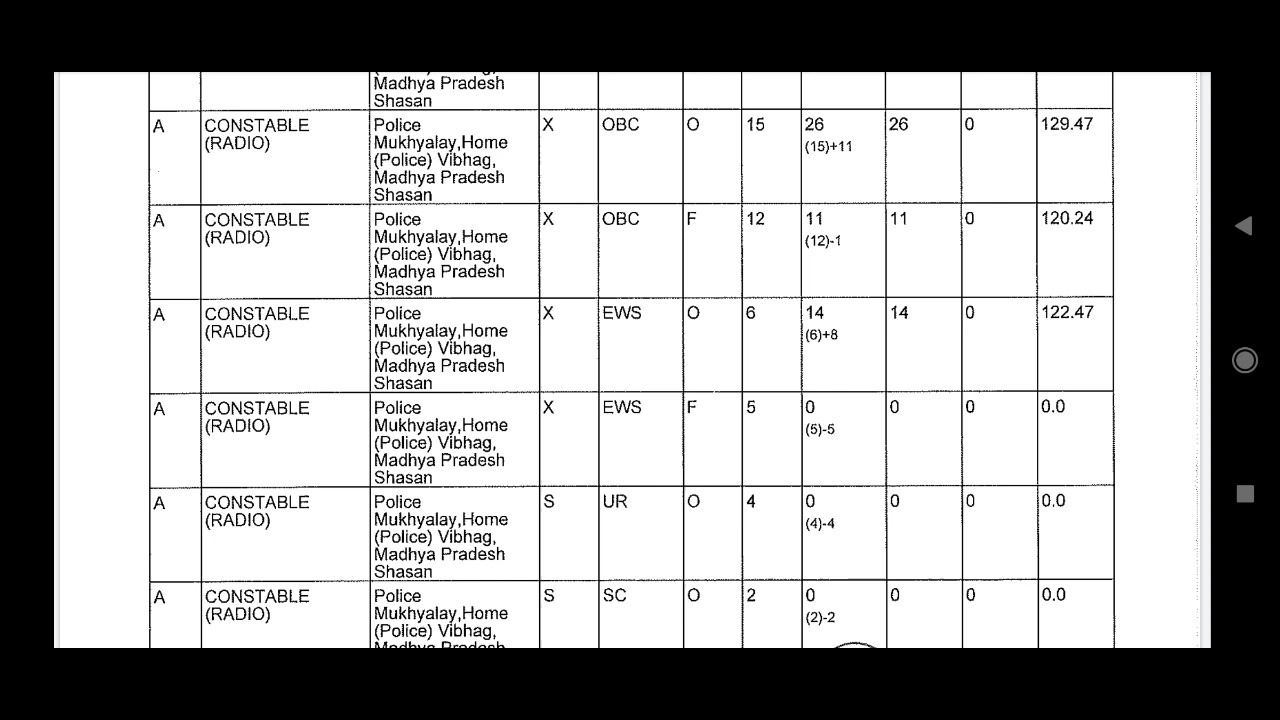 Madhya Pradesh
Shasan
A CONSTABLE (RADIO) Police Mukhyalay,Home (Police) Vibhag, Madhya Pradesh Shasan X OBC O 15 26 (15)+11 26 0 129.47
A CONSTABLE (RADIO) Police Mukhyalay,Home (Police) Vibhag, Madhya Pradesh Shasan X OBC F 12 11 (12)-1 11 0 120.24
A CONSTABLE (RADIO) Police Mukhyalay,Home (Police) Vibhag, Madhya Pradesh Shasan X EWS O 6 14 (6)+8 14 0 122.47
A CONSTABLE (RADIO) Police Mukhyalay,Home (Police) Vibhag, Madhya Pradesh Shasan X EWS F 5 0 (5)-5 0 0 0.0
A CONSTABLE (RADIO) Police Mukhyalay,Home (Police) Vibhag, Madhya Pradesh Shasan S UR O 4 0 (4)-4 0 0 0.0
A CONSTABLE (RADIO) Police Mukhyalay,Home (Police) Vibhag, Madhya Pradesh S SC O 2 0 (2)-2 0 0 0.0